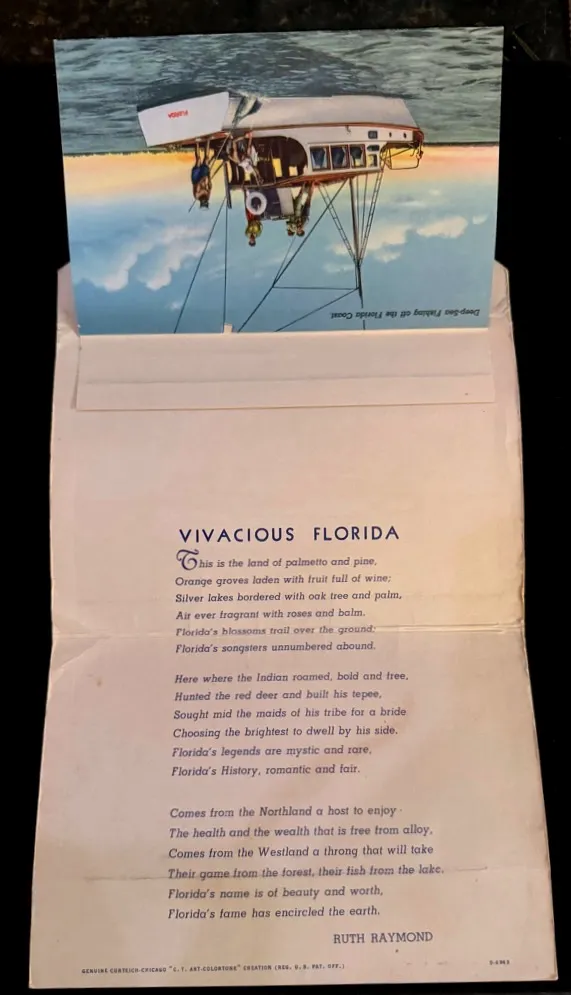 Florida
Deep-Sea Fishing off the Florida Coast
VIVACIOUS FLORIDA
This is the land of palmetto and pine,
Orange groves laden with fruit full of wine;
Silver lakes bordered with oak tree and palm,
Air ever fragrant with roses and balm.
Florida's blossoms trail over the ground;
Florida's songsters unnumbered abound.
Here where the Indian roamed, bold and free,
Hunted the red deer and built his tepee,
Sought mid the maids of his tribe for a bride
Choosing the brightest to dwell by his side.
Florida's legends are mystic and rare,
Florida's History, romantic and fair.
Comes from the Northland a host to enjoy
The health and the wealth that is free from alloy,
Comes from the Westland a throng that will take
Their game from the forest, their fish from the lake.
Florida's name is of beauty and worth,
Florida's fame has encircled the earth.
RUTH RAYMOND
GENUINE CURTEICH-CHICAGO "C. T. ART-COLORTONE" CREATION (REG. U. S. PAT. OFF.)